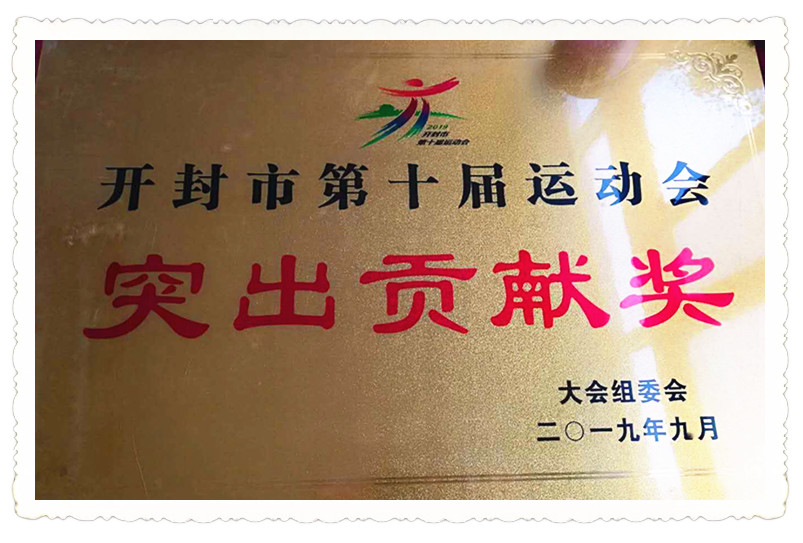 2019
开封市
第十届运动会
开封市第十届运动会
突出贡献奖
大会组委会
二〇一九年九月